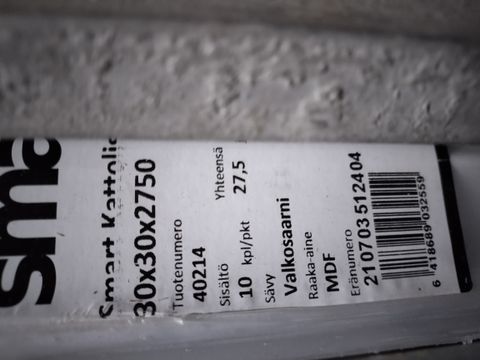 sma
Smart Kattolis
30x30x2750
Tuotenumero
40214
Sisältö Yhteensä
10 kpl/pkt 27,5
Sävy
Valkosaarni
Raaka-aine
MDF
Eränumero
210703512404
6 418689 032559